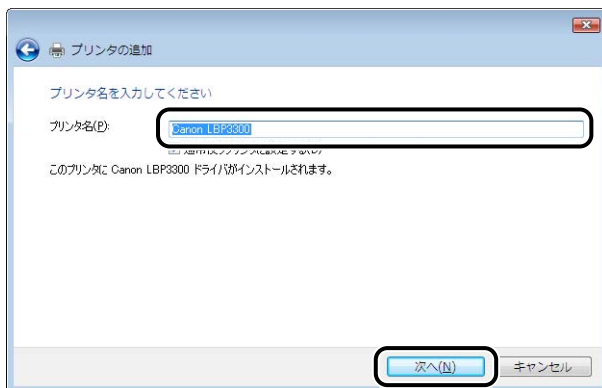 プリンタの追加
プリンタ名を入力してください
プリンタ名(P):
Canon LBP3300
このプリンタに Canon LBP3300 ドライバがインストールされます。
次へ(N)
キャンセル